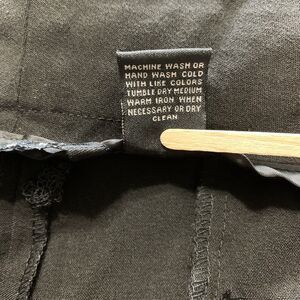 MACHINE WASH OR
HAND WASH COLD
WITH LIKE COLORS
TUMBLE DRY MEDIUM
WARM IRON WHEN
NECESSARY OR DRY
CLEAN